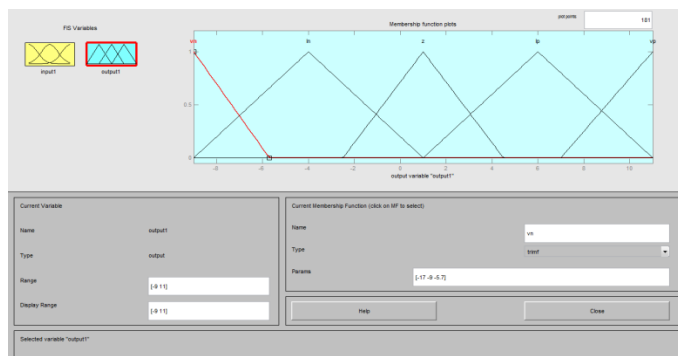 FIS Variables
Membership function plots
plot points:
181
input1
output1
vn
ln
z
lp
vp
1
0.5
0
-8
-6
-4
-2
0
2
4
6
8
10
output variable "output1"
Current Variable
Current Membership Function (click on MF to select)
Name
output1
Name
vn
Type
output
Type
trimf
Params
[-17 -9 -5.7]
Range
[-9 11]
Display Range
[-9 11]
Help
Close
Selected variable "output1"